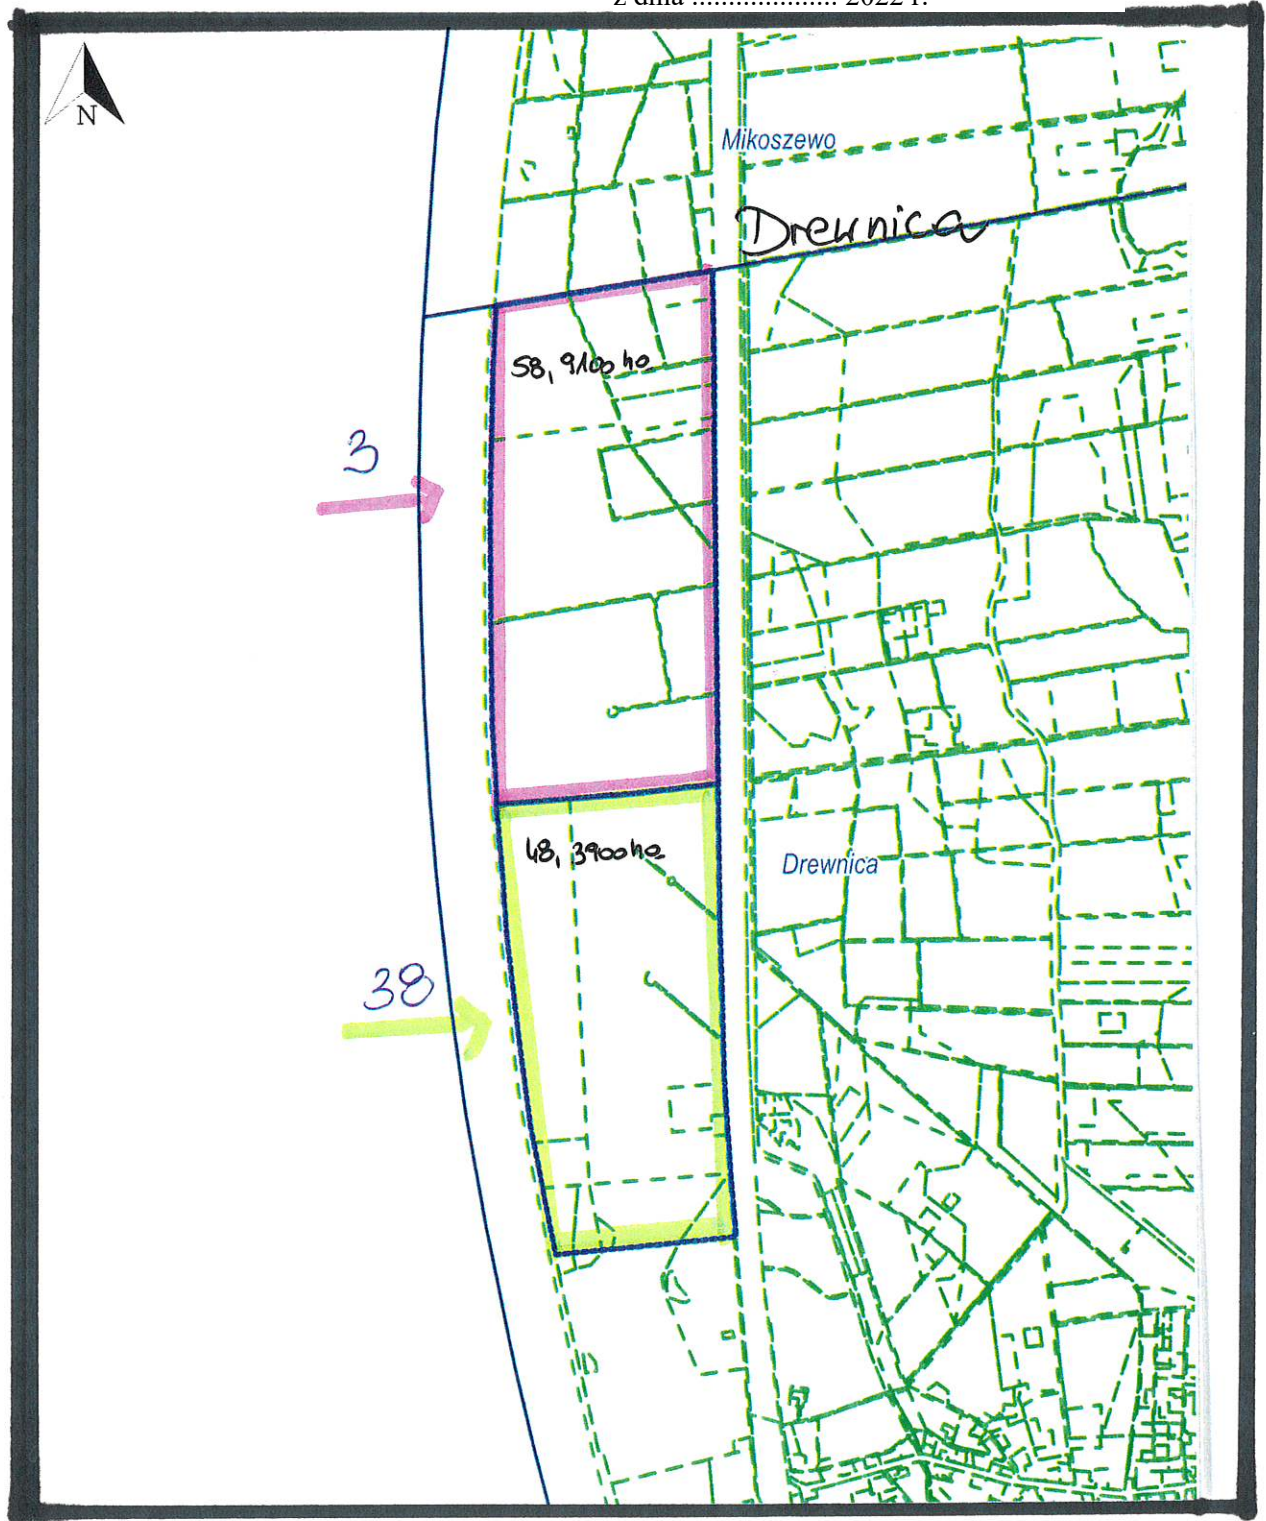 z dnia .................... 2022 r.
N
Mikoszewo
Drewnica
58,9100 ha
3
48,3900 ha
Drewnica
38